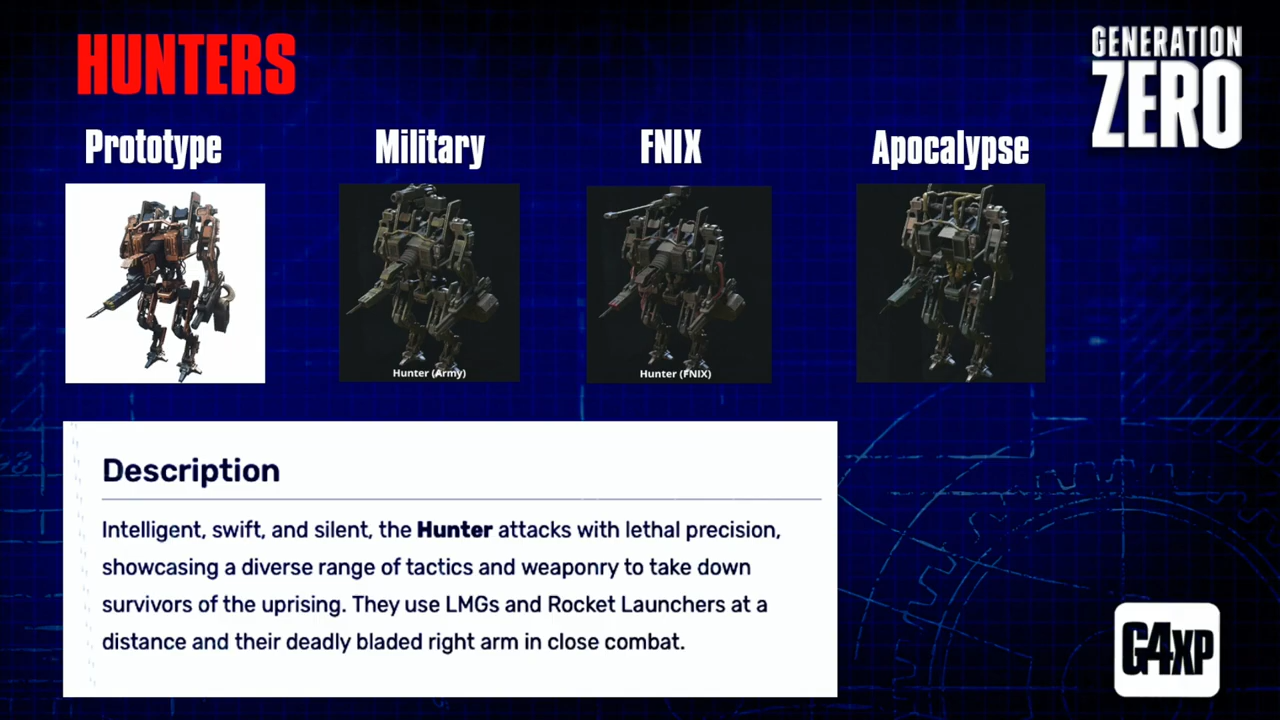 HUNTERS
GENERATION
ZERO
Prototype
Military
FNIX
Apocalypse
Hunter (Army)
Hunter (FNIX)
Description
Intelligent, swift, and silent, the Hunter attacks with lethal precision,
showcasing a diverse range of tactics and weaponry to take down
survivors of the uprising. They use LMGs and Rocket Launchers at a
distance and their deadly bladed right arm in close combat.
G4XP